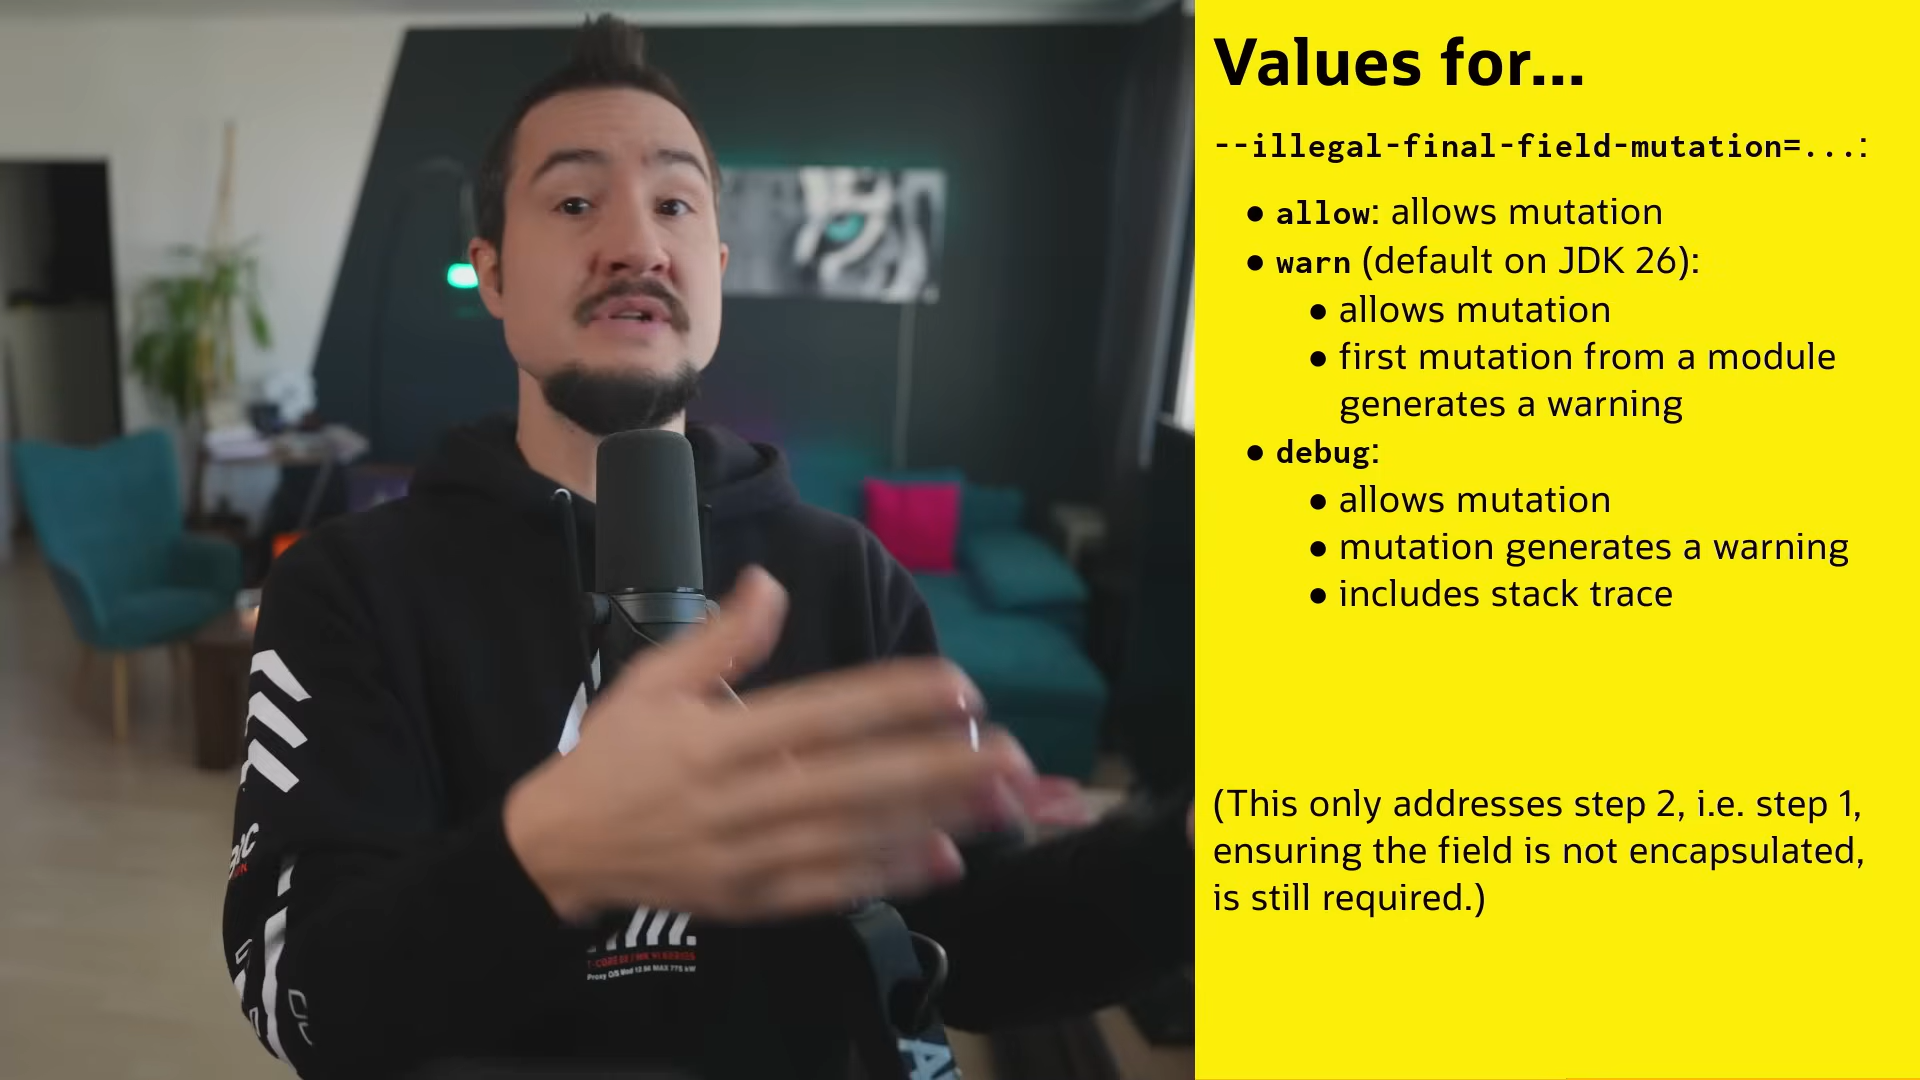 Values for...
--illegal-final-field-mutation=...:
● allow: allows mutation
● warn (default on JDK 26):
● allows mutation
● first mutation from a module
generates a warning
● debug:
● allows mutation
● mutation generates a warning
● includes stack trace
(This only addresses step 2, i.e. step 1,
ensuring the field is not encapsulated,
is still required.)